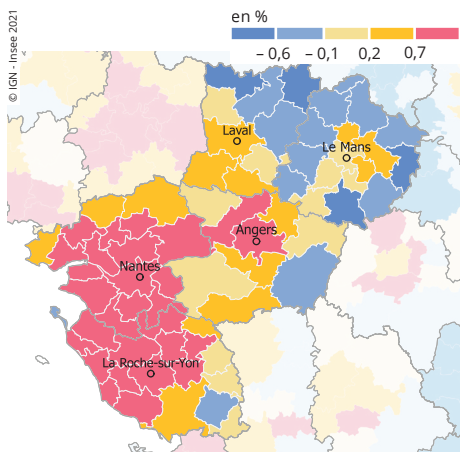 en %
– 0,6 – 0,1 0,2 0,7
© IGN - Insee 2021
Laval
Le Mans
Angers
Nantes
La Roche-sur-Yon